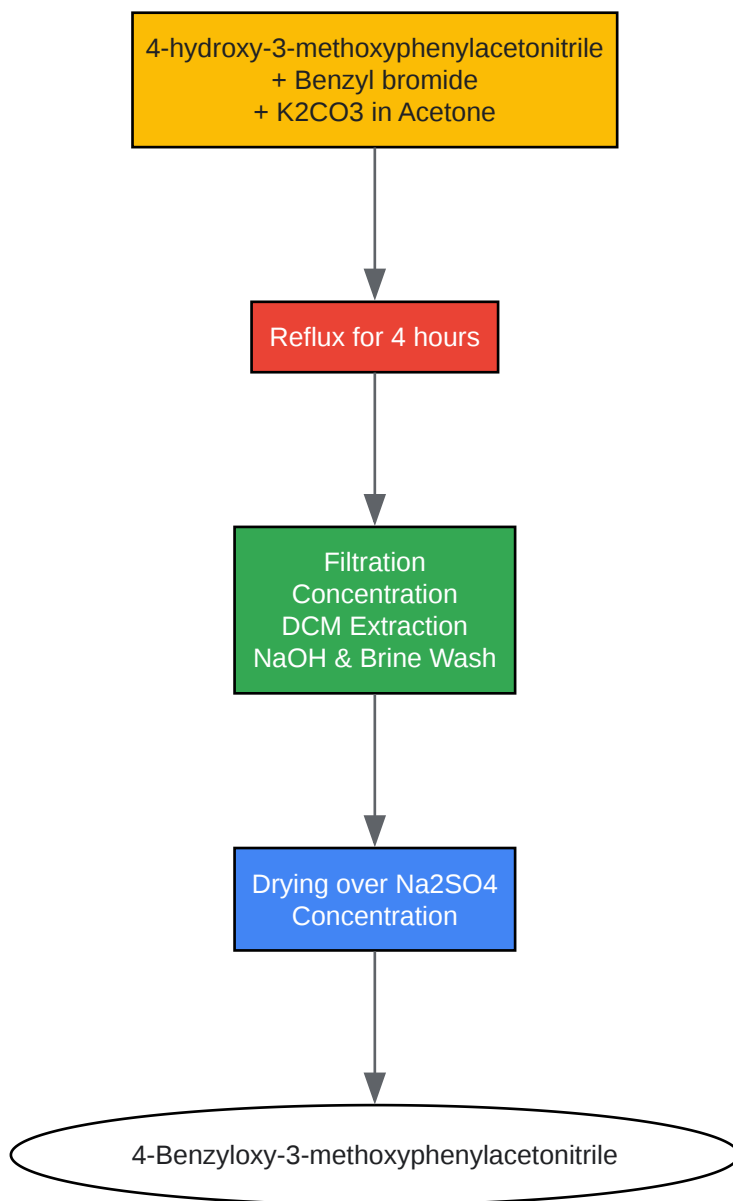 4-hydroxy-3-methoxyphenylacetonitrile
+ Benzyl bromide
+ K2CO3 in Acetone
Reflux for 4 hours
Filtration
Concentration
DCM Extraction
NaOH & Brine Wash
Drying over Na2SO4
Concentration
4-Benzyloxy-3-methoxyphenylacetonitrile